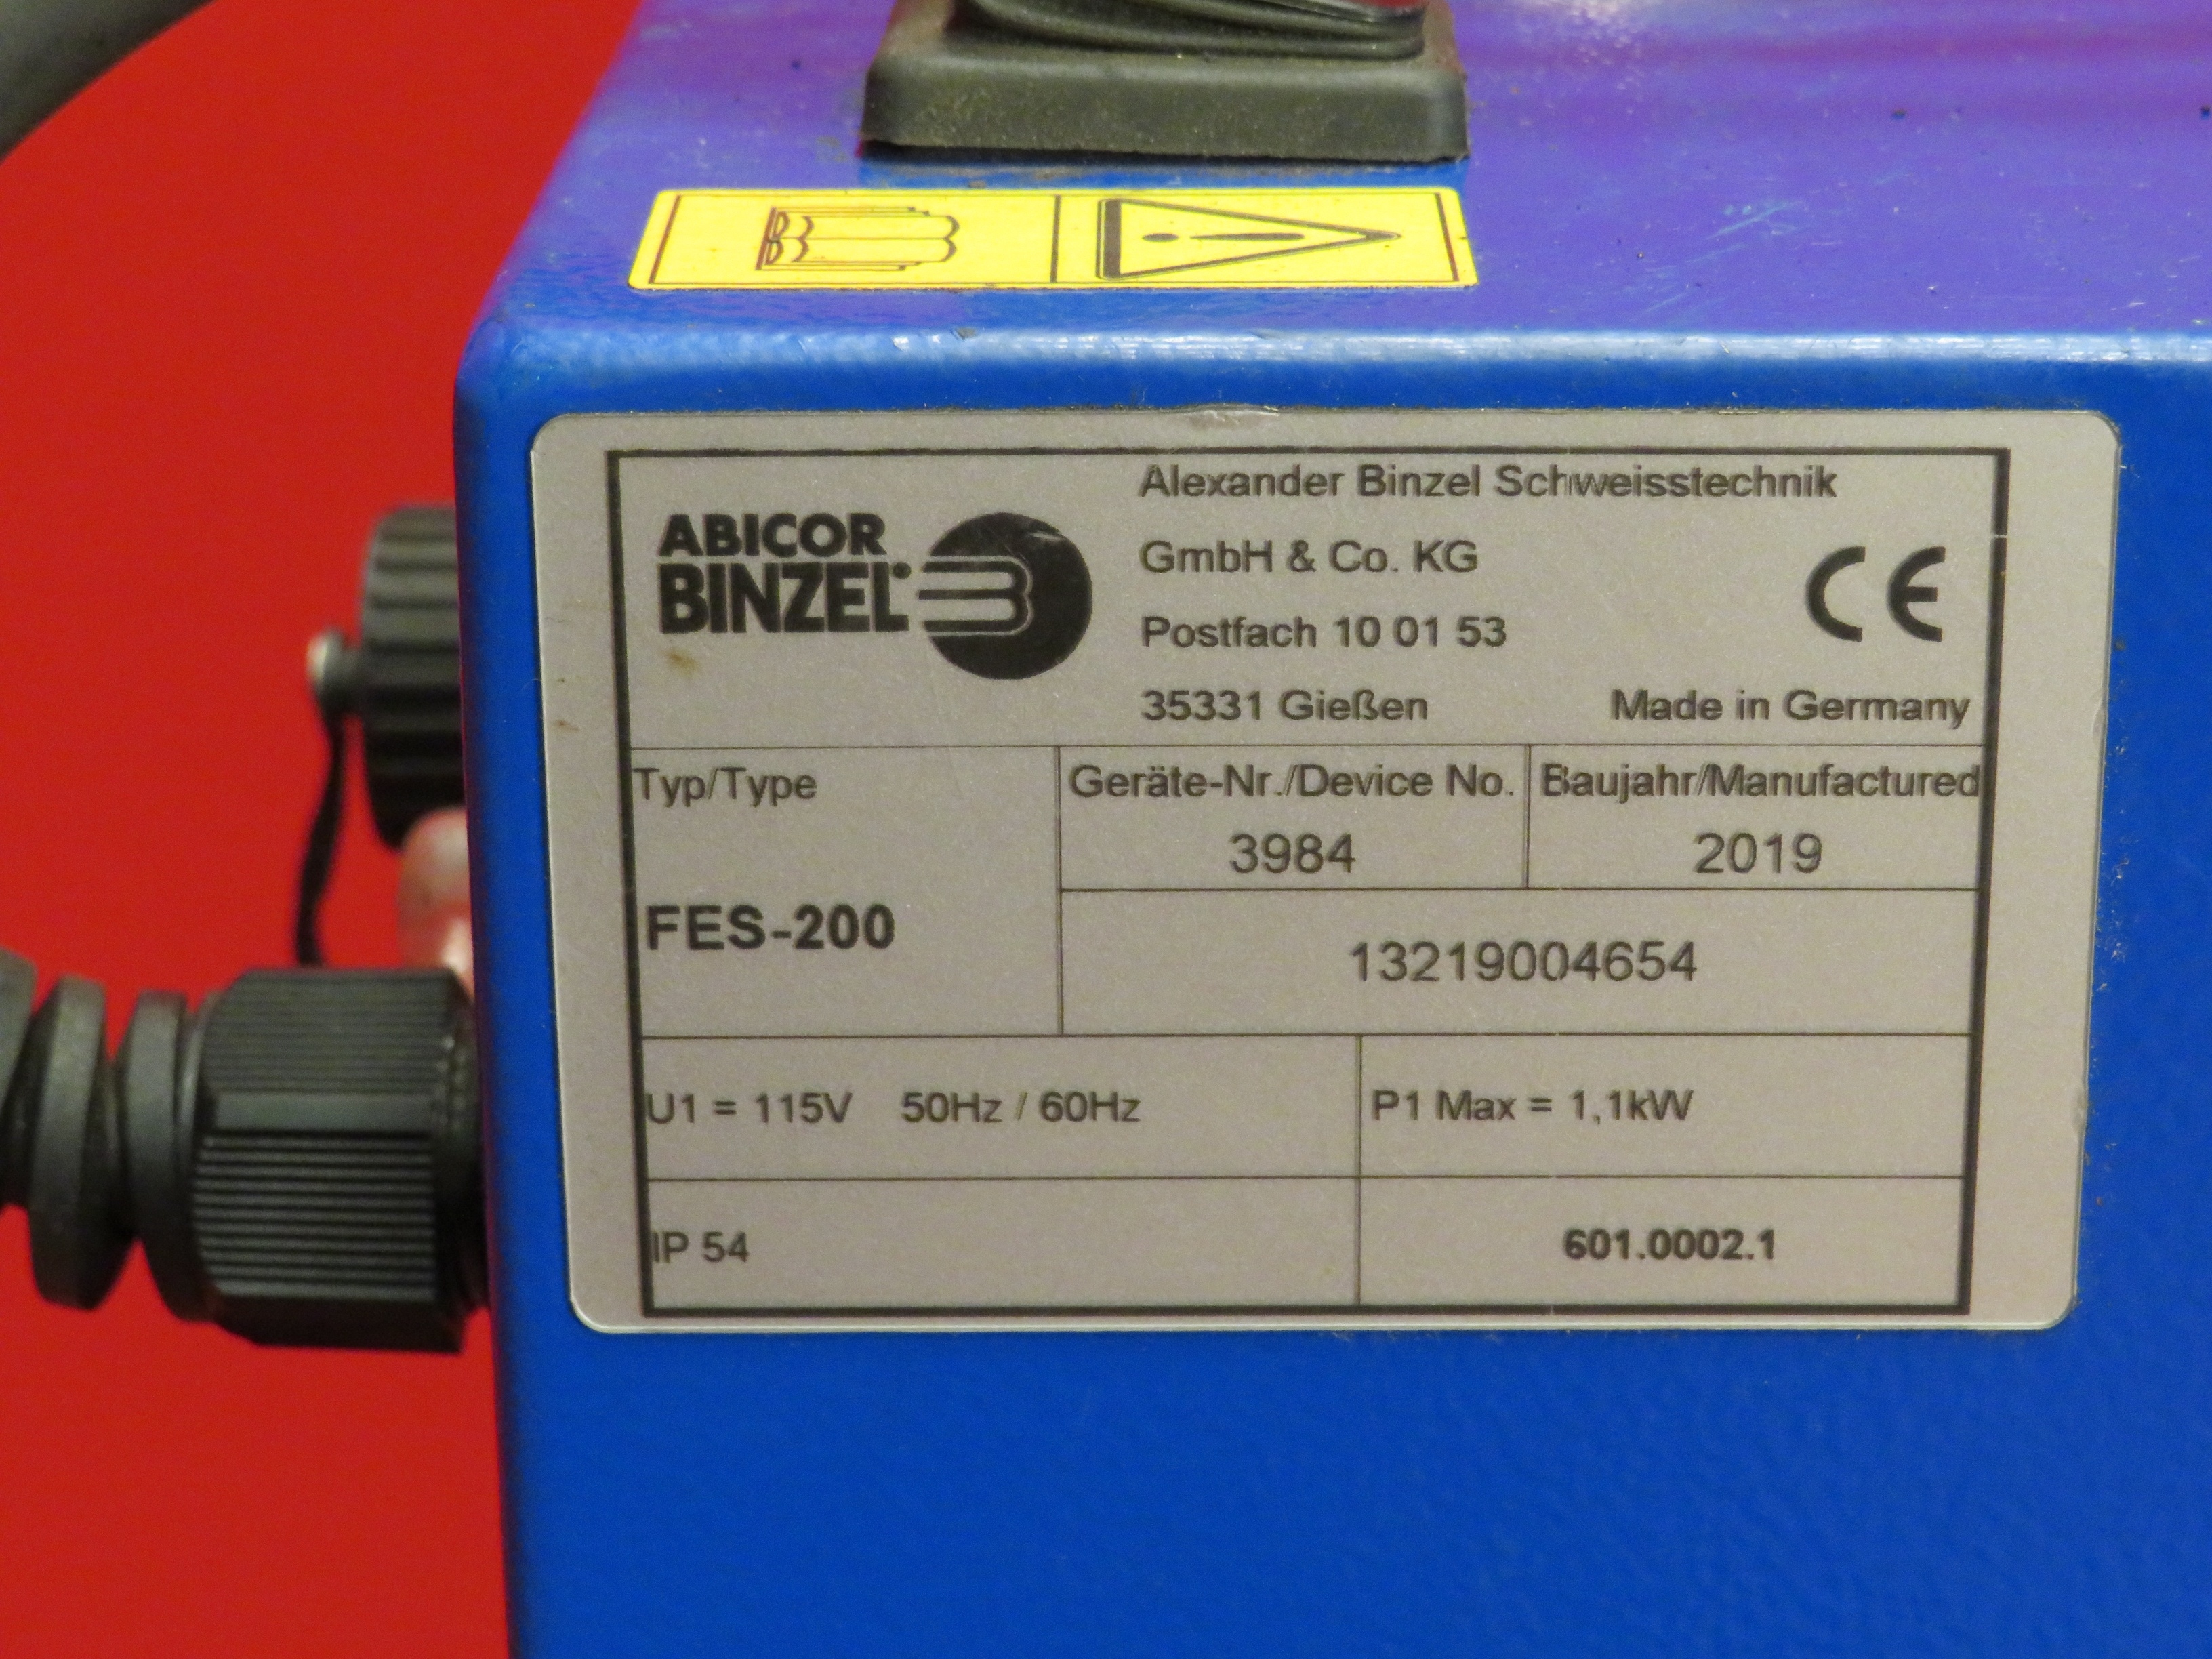 ABICOR
BINZEL®
Alexander Binzel Schweisstechnik
GmbH & Co. KG
Postfach 10 01 53
35331 Gießen
CE
Made in Germany
Typ/Type
FES-200
Geräte-Nr./Device No.
3984
Baujahr/Manufactured
2019
13219004654
U1 = 115V 50Hz / 60Hz
P1 Max = 1,1kW
IP 54
601.0002.1